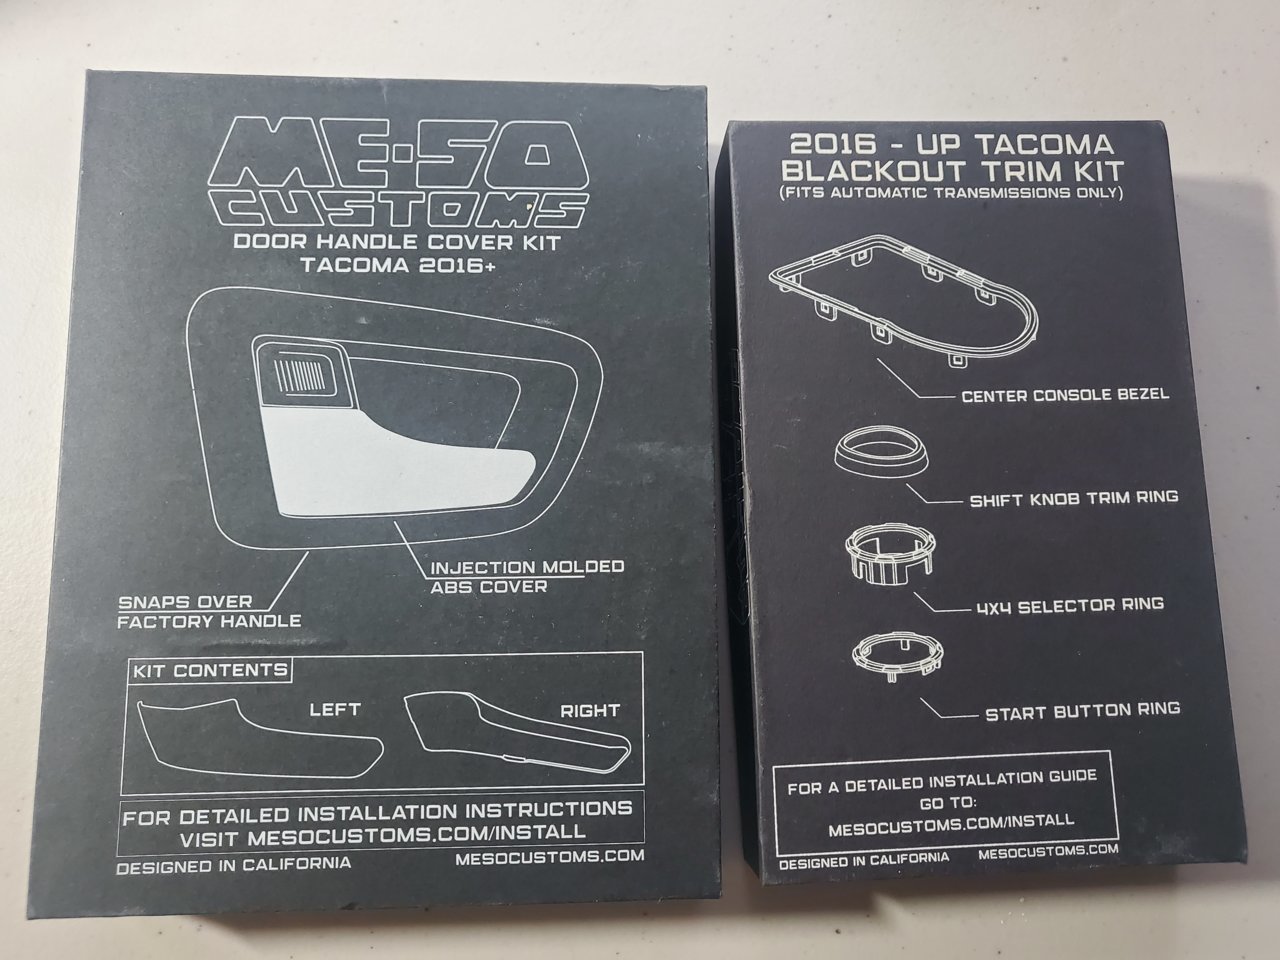 ME·SO
CUSTOMS
DOOR HANDLE COVER KIT
TACOMA 2016+
INJECTION MOLDED
ABS COVER
SNAPS OVER
FACTORY HANDLE
KIT CONTENTS
LEFT
RIGHT
FOR DETAILED INSTALLATION INSTRUCTIONS
VISIT MESOCUSTOMS.COM/INSTALL
DESIGNED IN CALIFORNIA
MESOCUSTOMS.COM
2016 - UP TACOMA
BLACKOUT TRIM KIT
(FITS AUTOMATIC TRANSMISSIONS ONLY)
CENTER CONSOLE BEZEL
SHIFT KNOB TRIM RING
4X4 SELECTOR RING
START BUTTON RING
FOR A DETAILED INSTALLATION GUIDE
GO TO:
MESOCUSTOMS.COM/INSTALL
DESIGNED IN CALIFORNIA
MESOCUSTOMS.COM